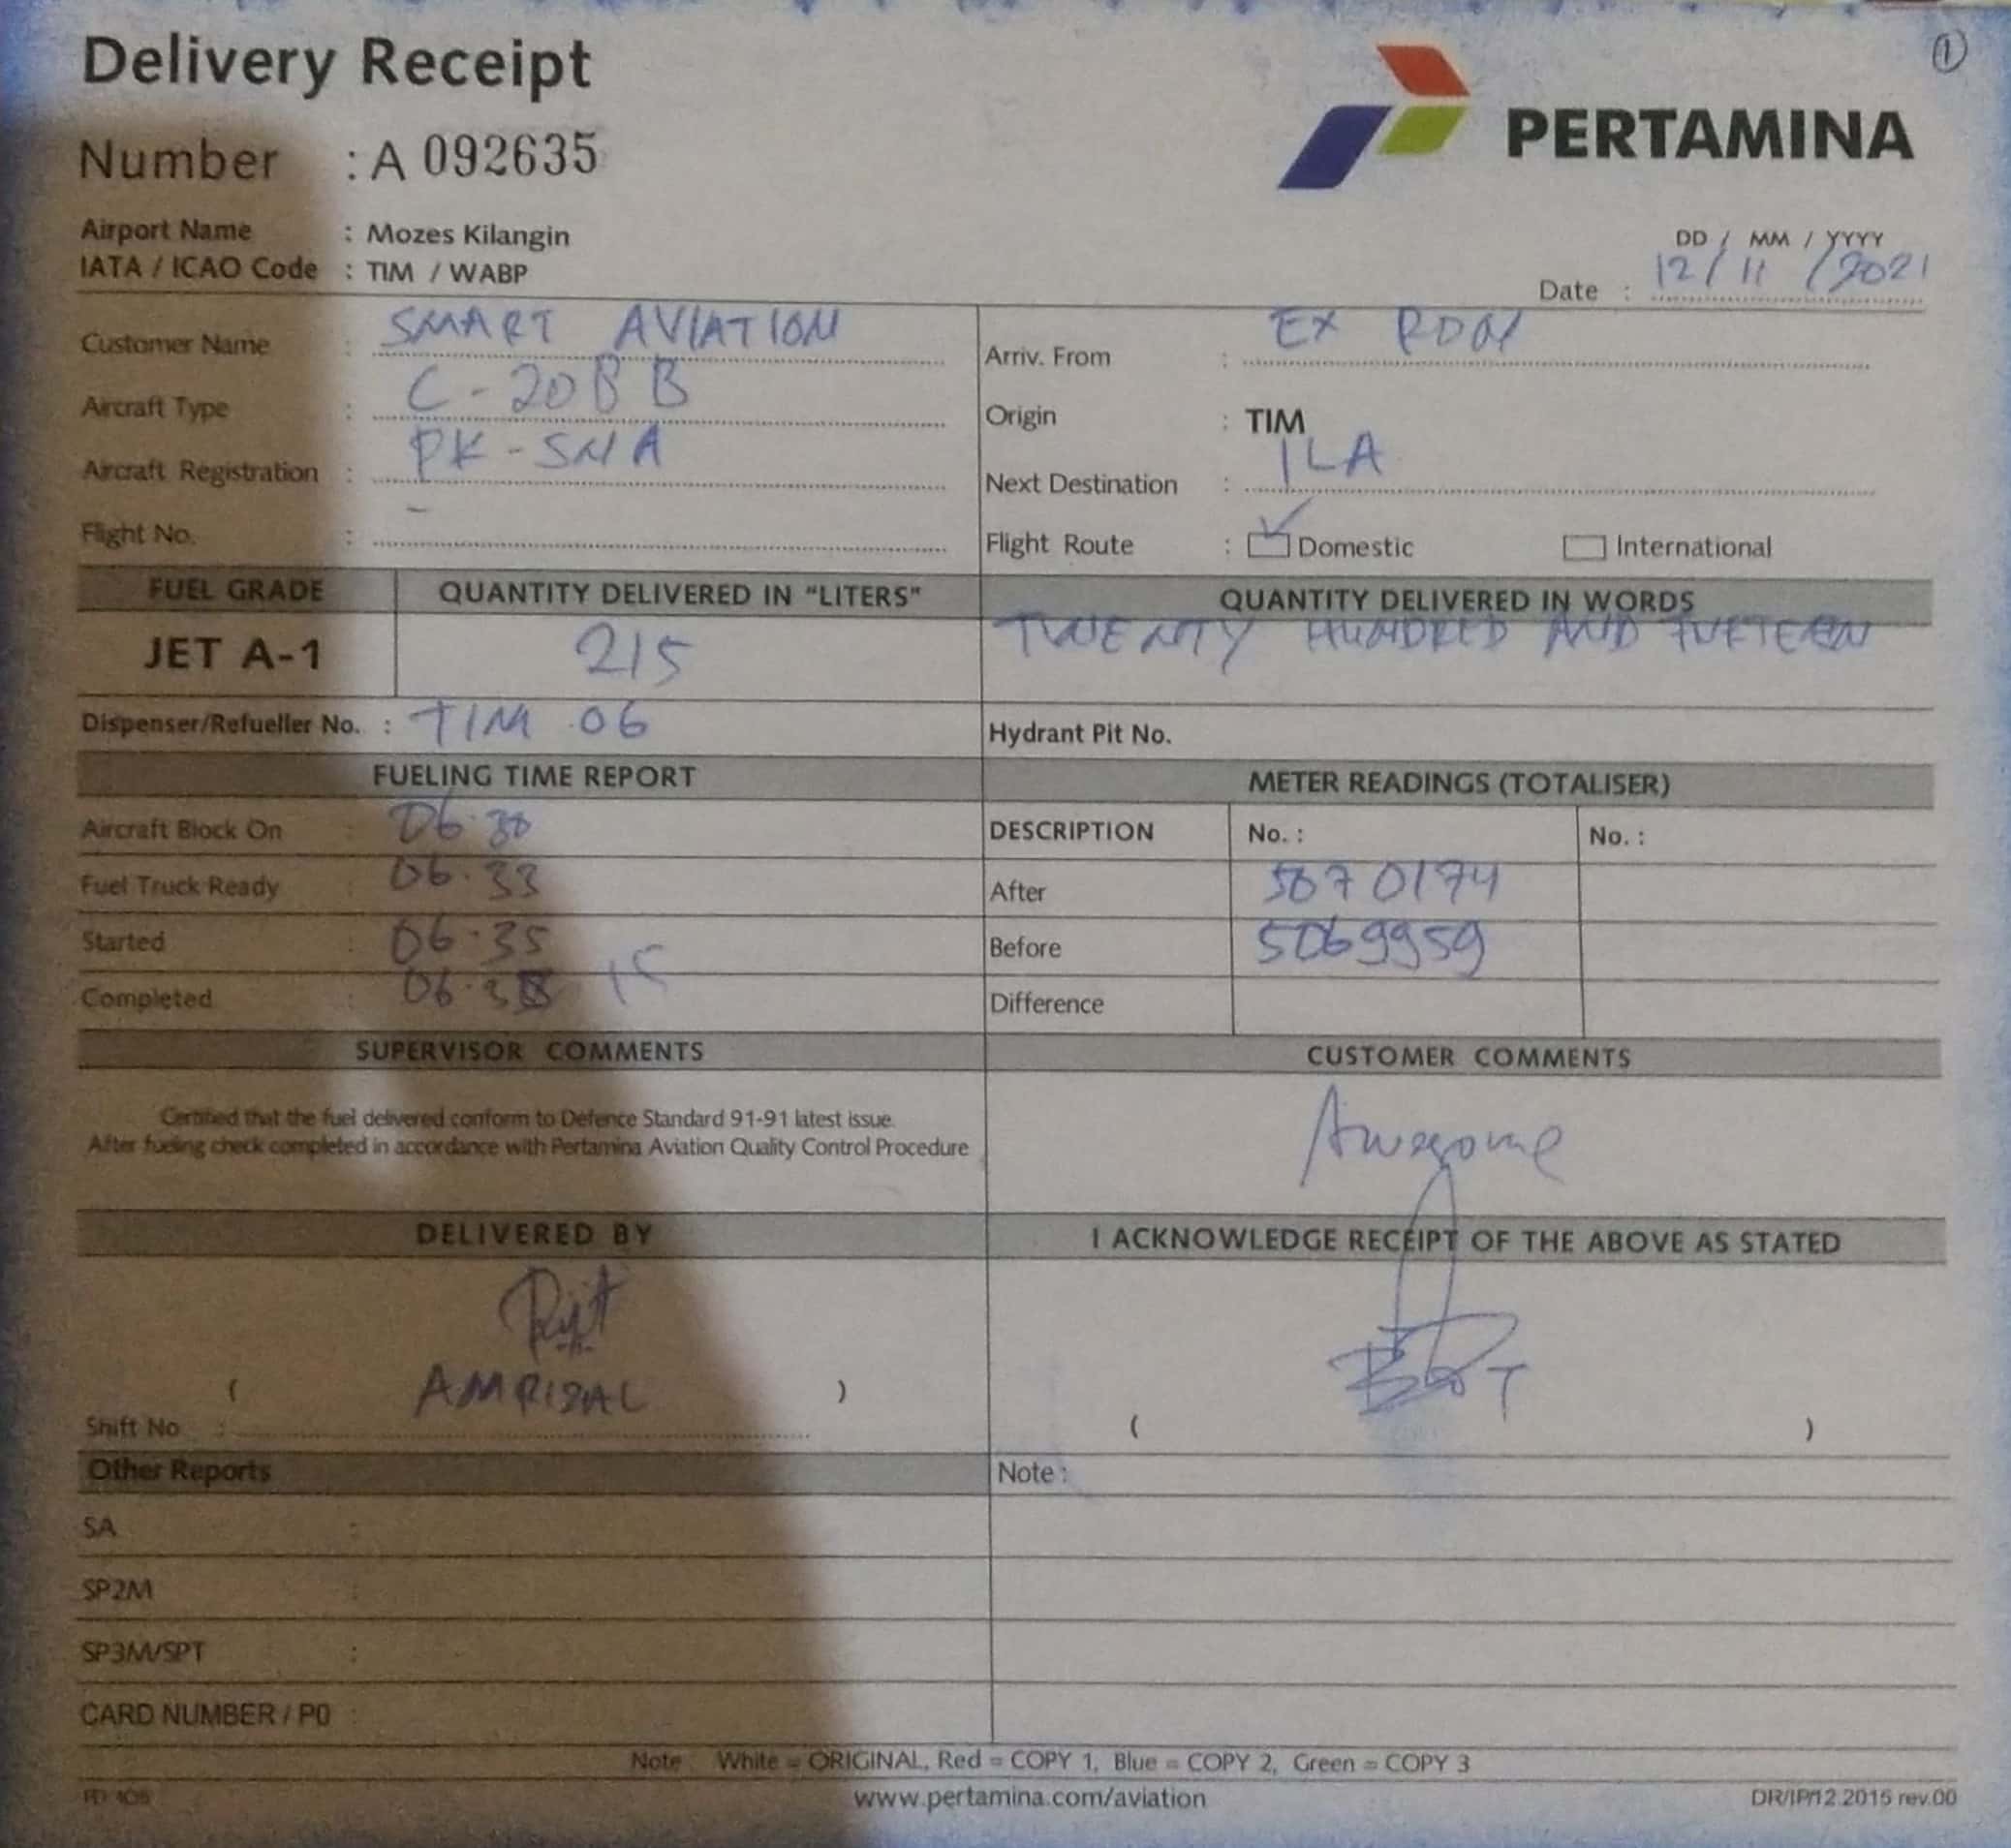 Delivery Receipt
①
PERTAMINA
Number : A 092635
Airport Name : Mozes Kilangin
IATA / ICAO Code : TIM / WABP
DD / MM / YYYY
Date : 12/11/2021
Customer Name : SMART AVIATION
Arriv. From : EX
Aircraft Type : C-208 B
Origin : TIM
Aircraft Registration : PK-SNA
Next Destination : ILA
Flight No. : -
Flight Route : Domestic International
FUEL GRADE QUANTITY DELIVERED IN "LITERS" QUANTITY DELIVERED IN WORDS
JET A-1 215 TWENTY HUNDRED AND
Dispenser/Refueller No. : TIM 06 Hydrant Pit No.
FUELING TIME REPORT METER READINGS (TOTALISER)
Aircraft Block On : 06.30 DESCRIPTION No. : No. :
Fuel Truck Ready : 06.33 After 5070174
Started : 06.35 Before 5069959
Completed : 15 Difference
SUPERVISOR COMMENTS CUSTOMER COMMENTS
Certified that the fuel delivered conform to Defence Standard 91-91 latest issue.
After fueling check completed in accordance with Pertamina Aviation Quality Control Procedure
Awesome
DELIVERED BY I ACKNOWLEDGE RECEIPT OF THE ABOVE AS STATED
( AMRIZAL )
Shift No :
( )
Other Reports Note :
SA :
SP2M :
SP3M/SPT :
CARD NUMBER / PO :
Note : White = ORIGINAL, Red = COPY 1, Blue = COPY 2, Green = COPY 3
www.pertamina.com/aviation
DR/IP/12.2015 rev.00